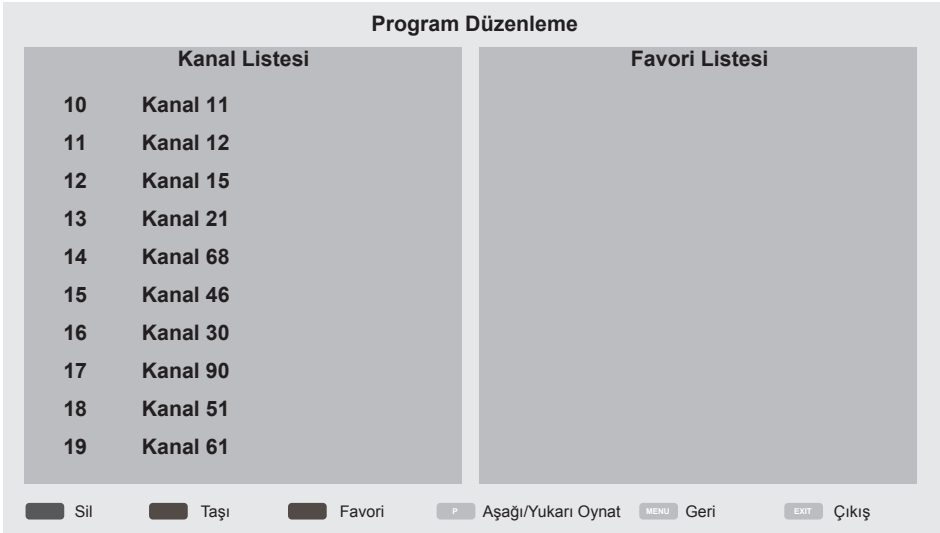 Program Düzenleme
Kanal Listesi
10 Kanal 11
11 Kanal 12
12 Kanal 15
13 Kanal 21
14 Kanal 68
15 Kanal 46
16 Kanal 30
17 Kanal 90
18 Kanal 51
19 Kanal 61
Favori Listesi
Sil Taşı Favori P Aşağı/Yukarı Oynat MENU Geri EXIT Çıkış